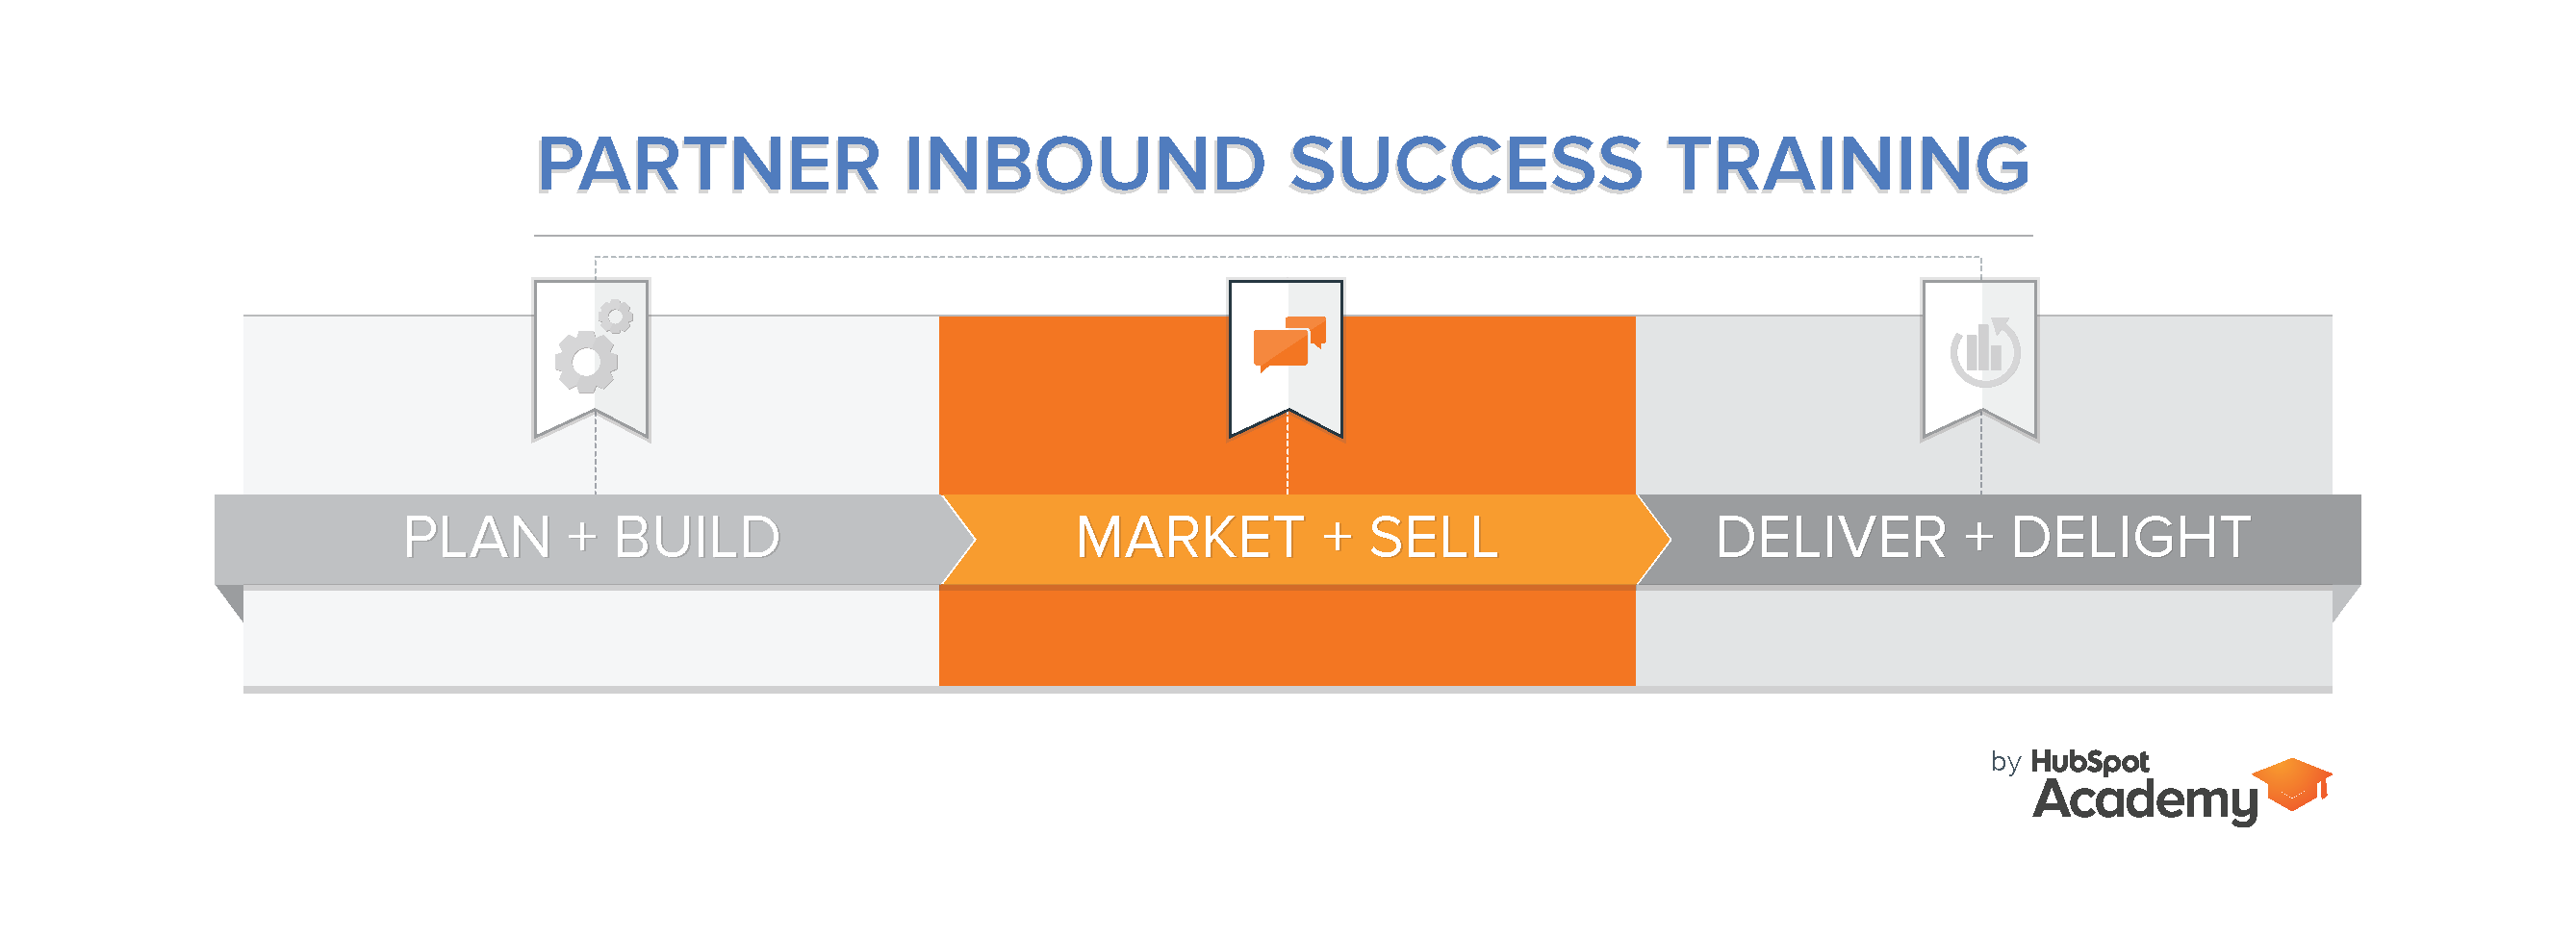 PARTNER INBOUND SUCCESS TRAINING
PLAN + BUILD
MARKET + SELL
DELIVER + DELIGHT
by HubSpot
Academy